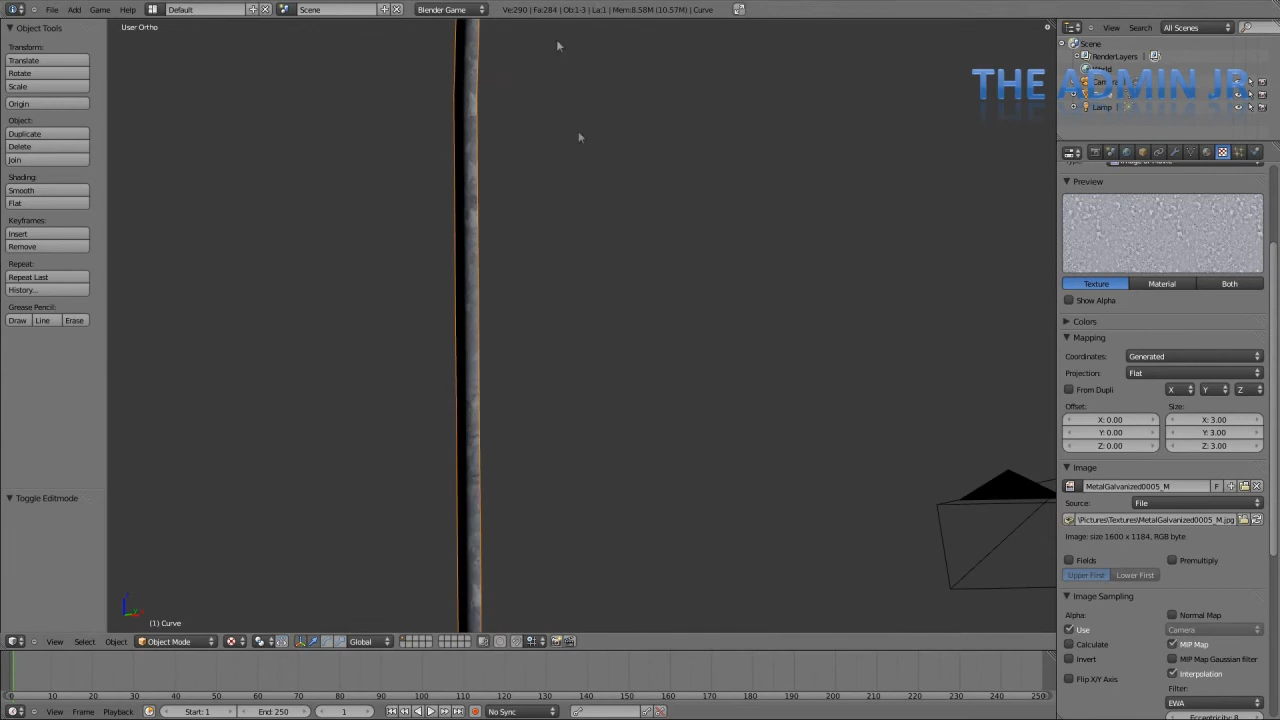 File Add Game Help Default Scene Blender Game Ve:290 | Fa:284 | Ob:1-3 | La:1 | Mem:8.58M (10.57M) | Curve
Object Tools
Transform:
Translate
Rotate
Scale
Origin
Object:
Duplicate
Delete
Join
Shading:
Smooth
Flat
Keyframes:
Insert
Remove
Repeat:
Repeat Last
History...
Grease Pencil:
Draw Line Erase
Toggle Editmode
User Ortho
(1) Curve
View Select Object Object Mode Global
View Search All Scenes
Scene
RenderLayers
World
Lamp
THE ADMIN JR
Preview
Texture Material Both
Show Alpha
Colors
Mapping
Coordinates: Generated
Projection: Flat
From Dupli X Y Z
Offset: Size:
X: 0.00 X: 3.00
Y: 0.00 Y: 3.00
Z: 0.00 Z: 3.00
Image
MetalGalvanized0005_M F
Source: File
\Pictures\Textures\MetalGalvanized0005_M.jpg
Image: size 1600 x 1184, RGB byte
Fields Premultiply
Upper First Lower First
Image Sampling
Alpha: Normal Map
Use Camera
Calculate MIP Map
Invert MIP Map Gaussian filter
Flip X/Y Axis Interpolation
Filter:
EWA
Eccentricity: 8
0 10 20 30 40 50 60 70 80 90 100 110 120 130 140 150 160 170 180 190 200 210 220 230 240 250
View Frame Playback Start: 1 End: 250 1 No Sync